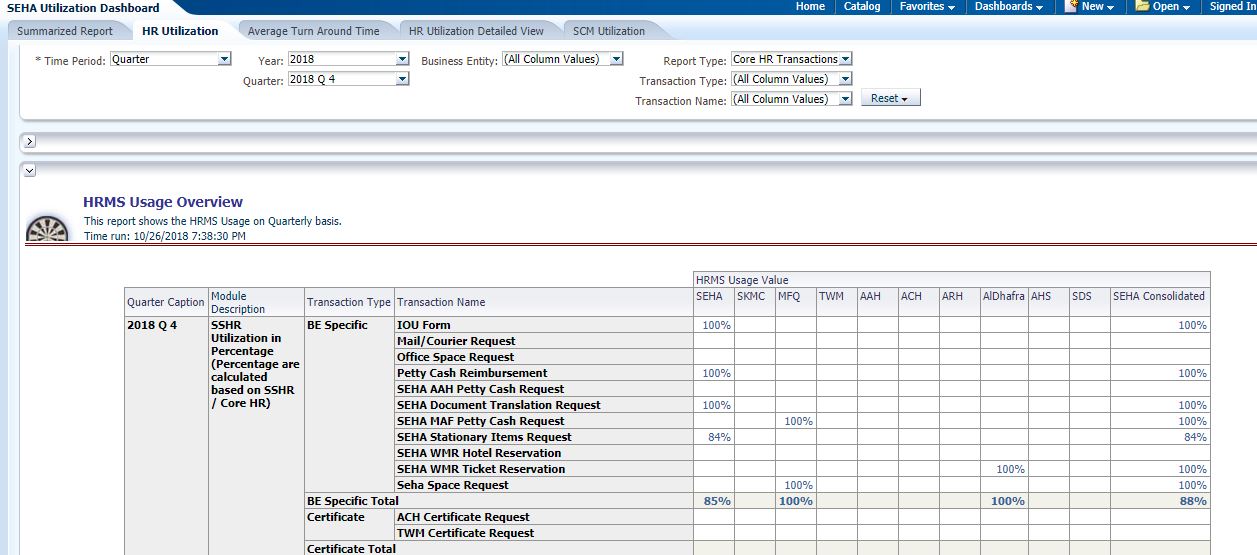 SEHA Utilization Dashboard Home Catalog Favorites Dashboards New Open Signed In
Summarized Report HR Utilization Average Turn Around Time HR Utilization Detailed View SCM Utilization
* Time Period: Quarter Year: 2018 Business Entity: (All Column Values) Report Type: Core HR Transactions
Quarter: 2018 Q 4 Transaction Type: (All Column Values)
Transaction Name: (All Column Values) Reset
HRMS Usage Overview
This report shows the HRMS Usage on Quarterly basis.
Time run: 10/26/2018 7:38:30 PM
HRMS Usage Value
Quarter Caption Module Description Transaction Type Transaction Name SEHA SKMC MFQ TWM AAH ACH ARH AlDhafra AHS SDS SEHA Consolidated
2018 Q 4 SSHR BE Specific IOU Form 100% 100%
Utilization in Mail/Courier Request
Percentage Office Space Request
(Percentage are Petty Cash Reimbursement 100% 100%
calculated SEHA AAH Petty Cash Request
based on SSHR SEHA Document Translation Request 100% 100%
/ Core HR) SEHA MAF Petty Cash Request 100% 100%
SEHA Stationary Items Request 84% 84%
SEHA WMR Hotel Reservation
SEHA WMR Ticket Reservation 100% 100%
Seha Space Request 100% 100%
BE Specific Total 85% 100% 100% 88%
Certificate ACH Certificate Request
TWM Certificate Request
Certificate Total